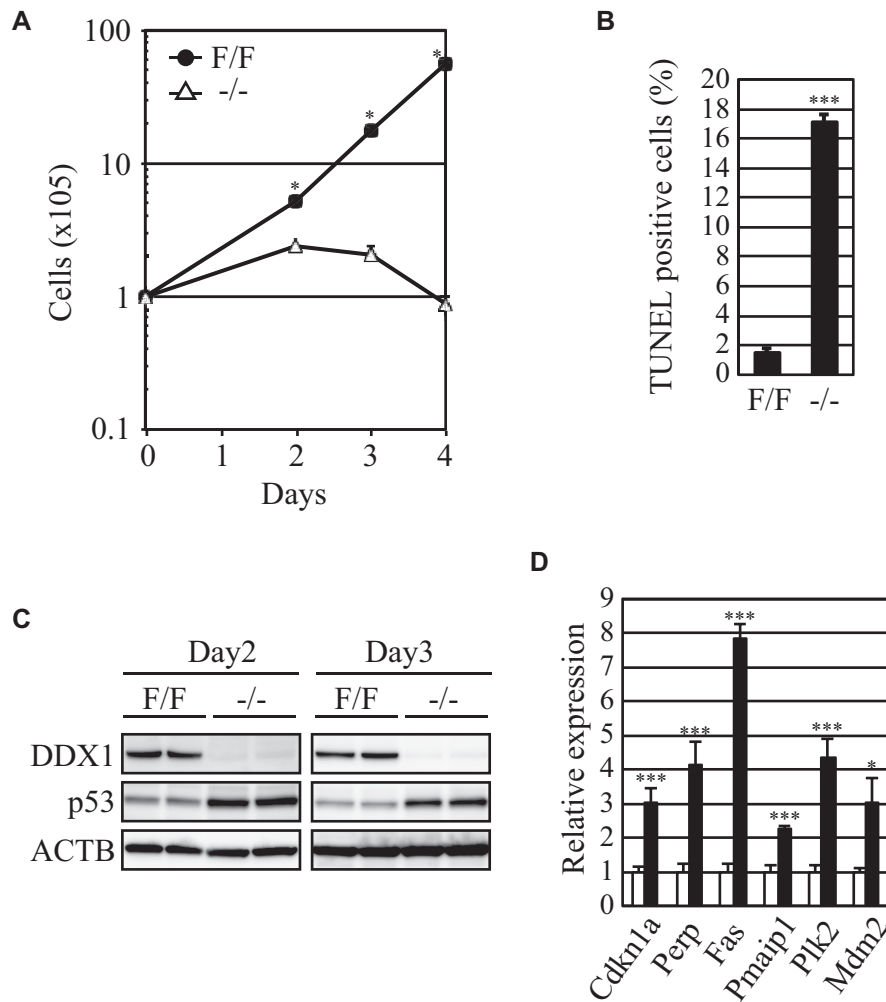 A
100
10
1
0.1
Cells (x105)
F/F
-/-
*
*
*
0 1 2 3 4
Days
B
TUNEL positive cells (%)
20
18
16
14
12
10
8
6
4
2
0
***
F/F -/-
C
Day2 Day3
F/F -/- F/F -/-
DDX1
p53
ACTB
D
Relative expression
9
8
7
6
5
4
3
2
1
0
***
***
***
***
***
*
Cdkn1a
Perp
Fas
Pmaip1
Plk2
Mdm2